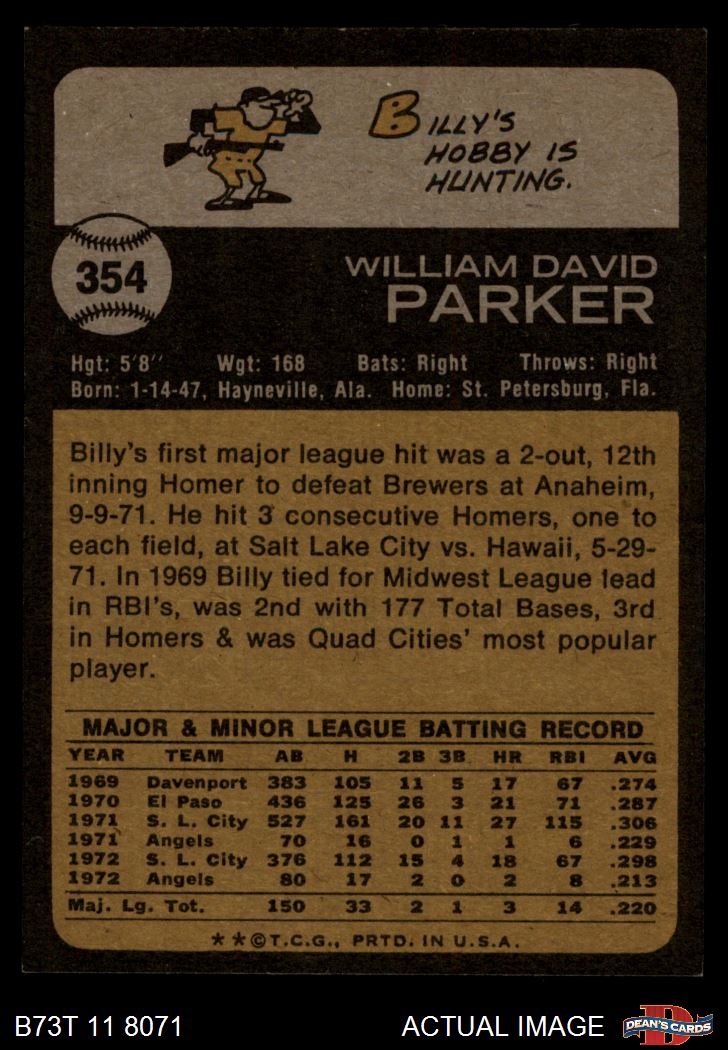 BILLY'S
HOBBY IS
HUNTING.
354
WILLIAM DAVID
PARKER
Hgt: 5'8'' Wgt: 168 Bats: Right Throws: Right
Born: 1-14-47, Hayneville, Ala. Home: St. Petersburg, Fla.
Billy's first major league hit was a 2-out, 12th
inning Homer to defeat Brewers at Anaheim,
9-9-71. He hit 3 consecutive Homers, one to
each field, at Salt Lake City vs. Hawaii, 5-29-
71. In 1969 Billy tied for Midwest League lead
in RBI's, was 2nd with 177 Total Bases, 3rd
in Homers & was Quad Cities' most popular
player.
MAJOR & MINOR LEAGUE BATTING RECORD
YEAR TEAM AB H 2B 3B HR RBI AVG
1969 Davenport 383 105 11 5 17 67 .274
1970 El Paso 436 125 26 3 21 71 .287
1971 S. L. City 527 161 20 11 27 115 .306
1971 Angels 70 16 0 1 1 6 .229
1972 S. L. City 376 112 15 4 18 67 .298
1972 Angels 80 17 2 0 2 8 .213
Maj. Lg. Tot. 150 33 2 1 3 14 .220
**©T.C.G., PRTD. IN U.S.A.
B73T 11 8071 ACTUAL IMAGE
D
DEAN'S CARDS